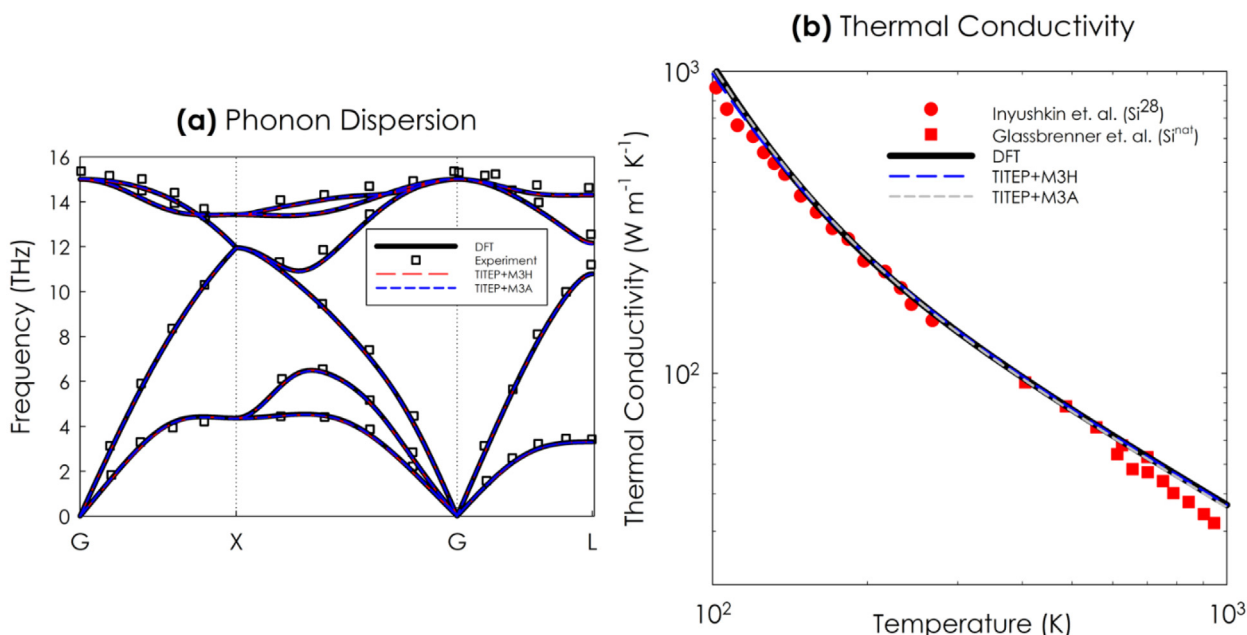 (a) Phonon Dispersion
Frequency (THz)
16
14
12
10
8
6
4
2
0
G
X
G
L
DFT
Experiment
TITEP+M3H
TITEP+M3A
(b) Thermal Conductivity
Thermal Conductivity (W m⁻¹ K⁻¹)
10³
10²
10²
10³
Temperature (K)
Inyushkin et. al. (Si²⁸)
Glassbrenner et. al. (Siⁿᵃᵗ)
DFT
TITEP+M3H
TITEP+M3A